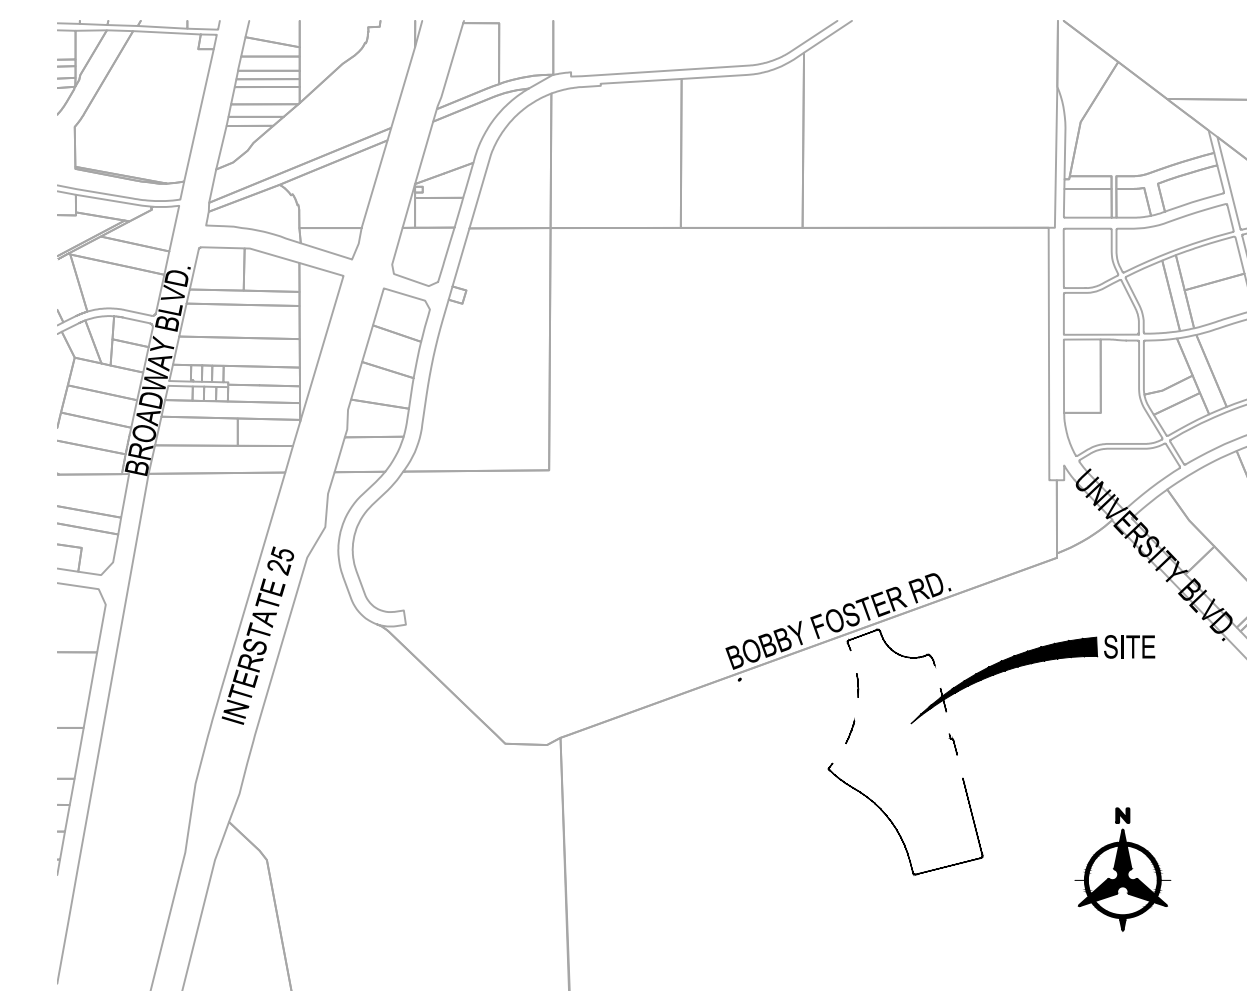 BROADWAY BLVD.
UNIVERSITY BLVD.
INTERSTATE 25
BOBBY FOSTER RD.
SITE
N